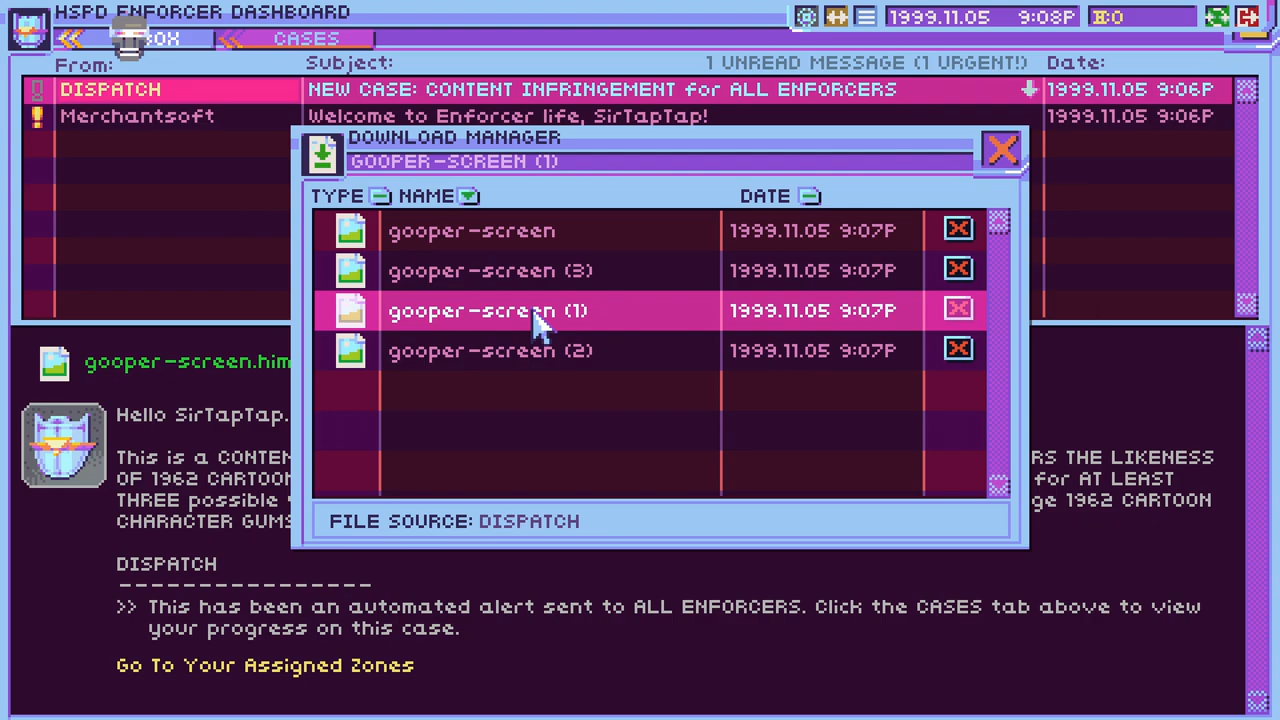 HSPD ENFORCER DASHBOARD
1999.11.05 9:08P
:0
CASES
From: Subject: 1 UNREAD MESSAGE (1 URGENT!) Date:
DISPATCH NEW CASE: CONTENT INFRINGEMENT for ALL ENFORCERS 1999.11.05 9:06P
Merchantsoft Welcome to Enforcer life, SirTapTap! 1999.11.05 9:06P
DOWNLOAD MANAGER
GOOPER-SCREEN (1)
TYPE NAME DATE
gooper-screen 1999.11.05 9:07P
gooper-screen (3) 1999.11.05 9:07P
gooper-screen (1) 1999.11.05 9:07P
gooper-screen (2) 1999.11.05 9:07P
FILE SOURCE: DISPATCH
gooper-screen.him
Hello SirTapTap.
This is a CONTEN RS THE LIKENESS
OF 1962 CARTOON for AT LEAST
THREE possible ge 1962 CARTOON
CHARACTER GUMS
DISPATCH
----------------
>> This has been an automated alert sent to ALL ENFORCERS. Click the CASES tab above to view
your progress on this case.
Go To Your Assigned Zones